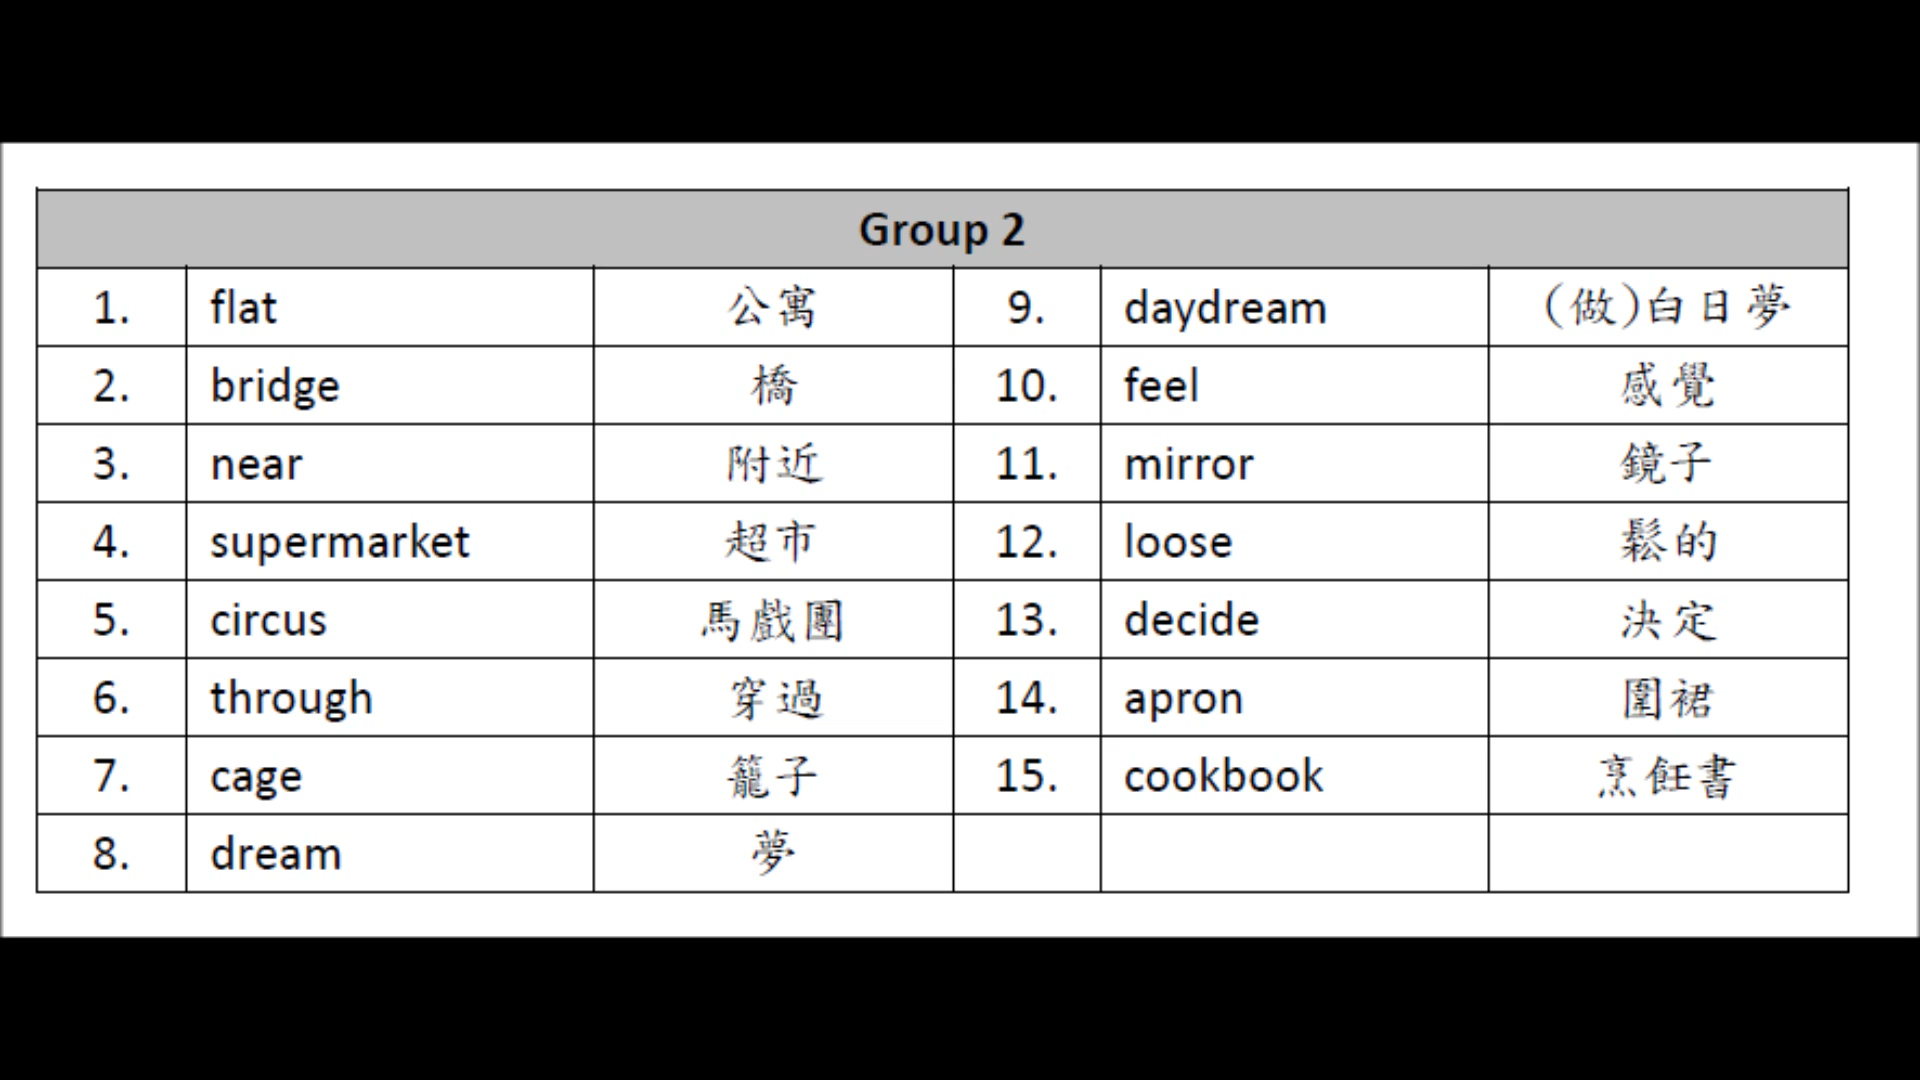 Group 2
1. flat 公寓 9. daydream (做)白日夢
2. bridge 橋 10. feel 感覺
3. near 附近 11. mirror 鏡子
4. supermarket 超市 12. loose 鬆的
5. circus 馬戲團 13. decide 決定
6. through 穿過 14. apron 圍裙
7. cage 籠子 15. cookbook 烹飪書
8. dream 夢